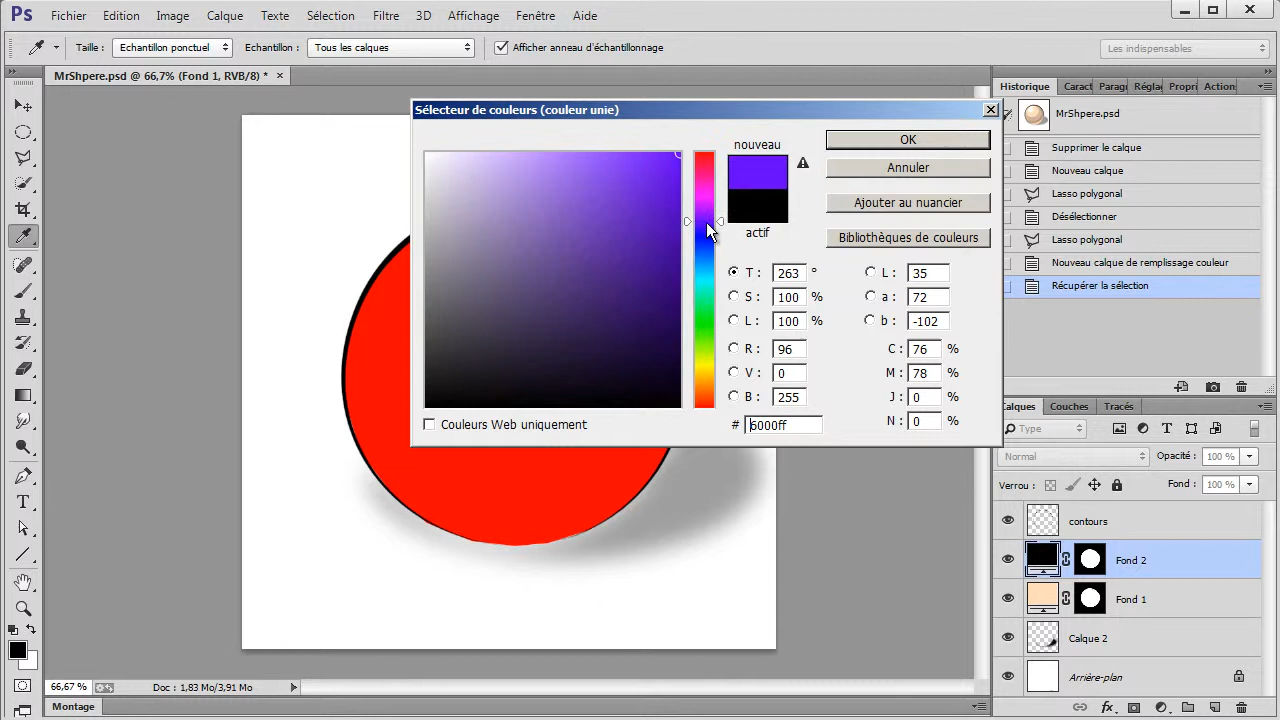 Ps Fichier Edition Image Calque Texte Sélection Filtre 3D Affichage Fenêtre Aide
Taille : Echantillon ponctuel Echantillon : Tous les calques Afficher anneau d'échantillonnage Les indispensables
MrShpere.psd @ 66,7% (Fond 1, RVB/8) *
Historique Caract Paragr Réglag Propri Action
Sélecteur de couleurs (couleur unie)
MrShpere.psd
Supprimer le calque
Nouveau calque
Lasso polygonal
Désélectionner
Lasso polygonal
Nouveau calque de remplissage couleur
Récupérer la sélection
nouveau
actif
OK
Annuler
Ajouter au nuancier
Bibliothèques de couleurs
T : 263 ° L : 35
S : 100 % a : 72
L : 100 % b : -102
R : 96 C : 76 %
V : 0 M : 78 %
B : 255 J : 0 %
# 6000ff N : 0 %
Couleurs Web uniquement
Calques Couches Tracés
Type
Normal Opacité : 100 %
Verrou : Fond : 100 %
contours
Fond 2
Fond 1
Calque 2
Arrière-plan
fx
T
66,67 % Doc : 1,83 Mo/3,91 Mo
Montage